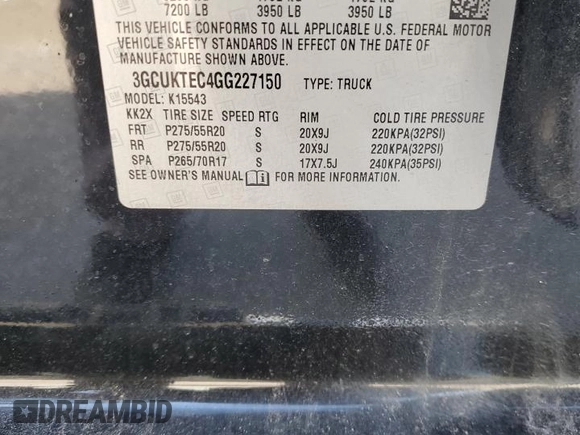 7200 LB 3950 LB 3950 LB
THIS VEHICLE CONFORMS TO ALL APPLICABLE U.S. FEDERAL MOTOR
VEHICLE SAFETY STANDARDS IN EFFECT ON THE DATE OF
MANUFACTURE SHOWN ABOVE.
3GCUKTEC4GG227150 TYPE: TRUCK
MODEL: K15543
KK2X TIRE SIZE SPEED RTG RIM COLD TIRE PRESSURE
FRT P275/55R20 S 20X9J 220KPA(32PSI)
RR P275/55R20 S 20X9J 220KPA(32PSI)
SPA P265/70R17 S 17X7.5J 240KPA(35PSI)
SEE OWNER'S MANUAL FOR MORE INFORMATION.
DREAMBID